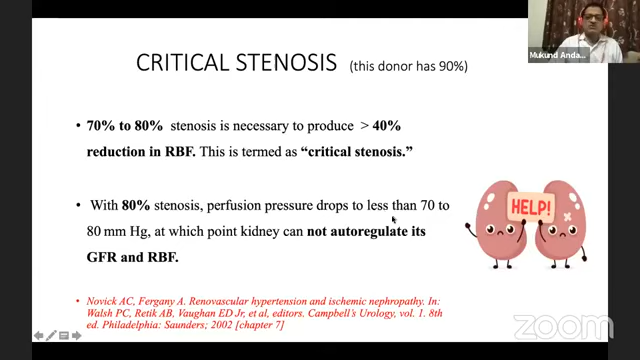 CRITICAL STENOSIS (this donor has 90%)
Mukund Anda...
• 70% to 80% stenosis is necessary to produce > 40%
reduction in RBF. This is termed as “critical stenosis.”
• With 80% stenosis, perfusion pressure drops to less than 70 to
80 mm Hg, at which point kidney can not autoregulate its
GFR and RBF.
HELP!
• Novick AC, Fergany A. Renovascular hypertension and ischemic nephropathy. In:
Walsh PC, Retik AB, Vaughan ED Jr, et al, editors. Campbell’s Urology, vol. 1. 8th
ed. Philadelphia: Saunders; 2002 [chapter 7]
zoom